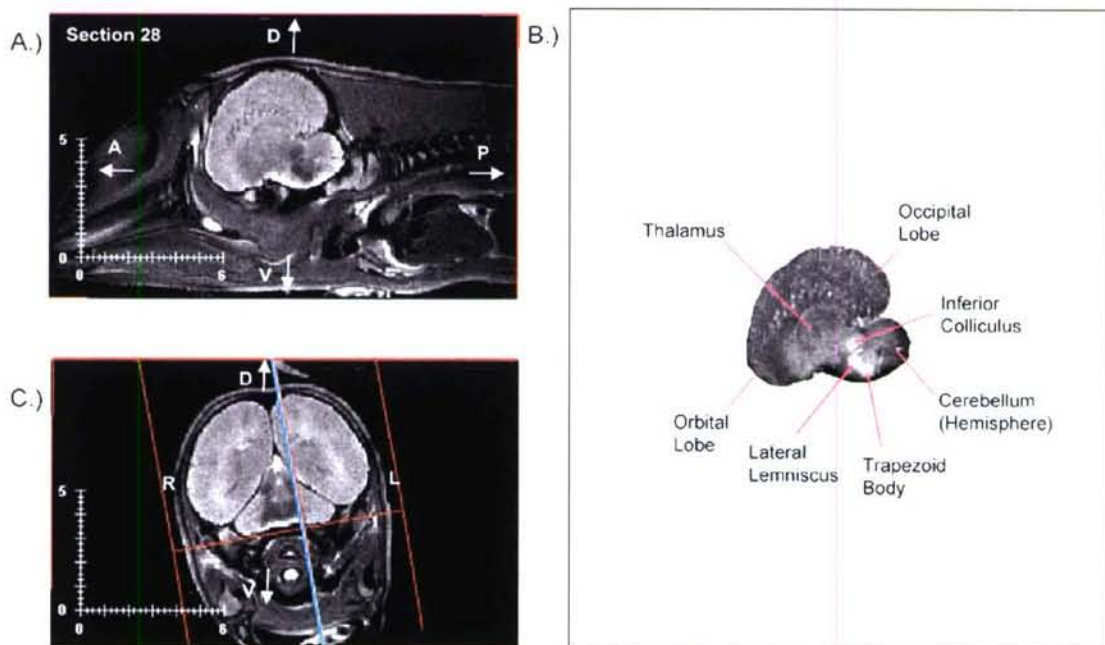 A.)
Section 28
D
A
P
V
5
0
0
6
B.)
Thalamus
Occipital
Lobe
Inferior
Colliculus
Cerebellum
(Hemisphere)
Trapezoid
Body
Lateral
Lemniscus
Orbital
Lobe
C.)
D
R
L
V
5
0
0
6